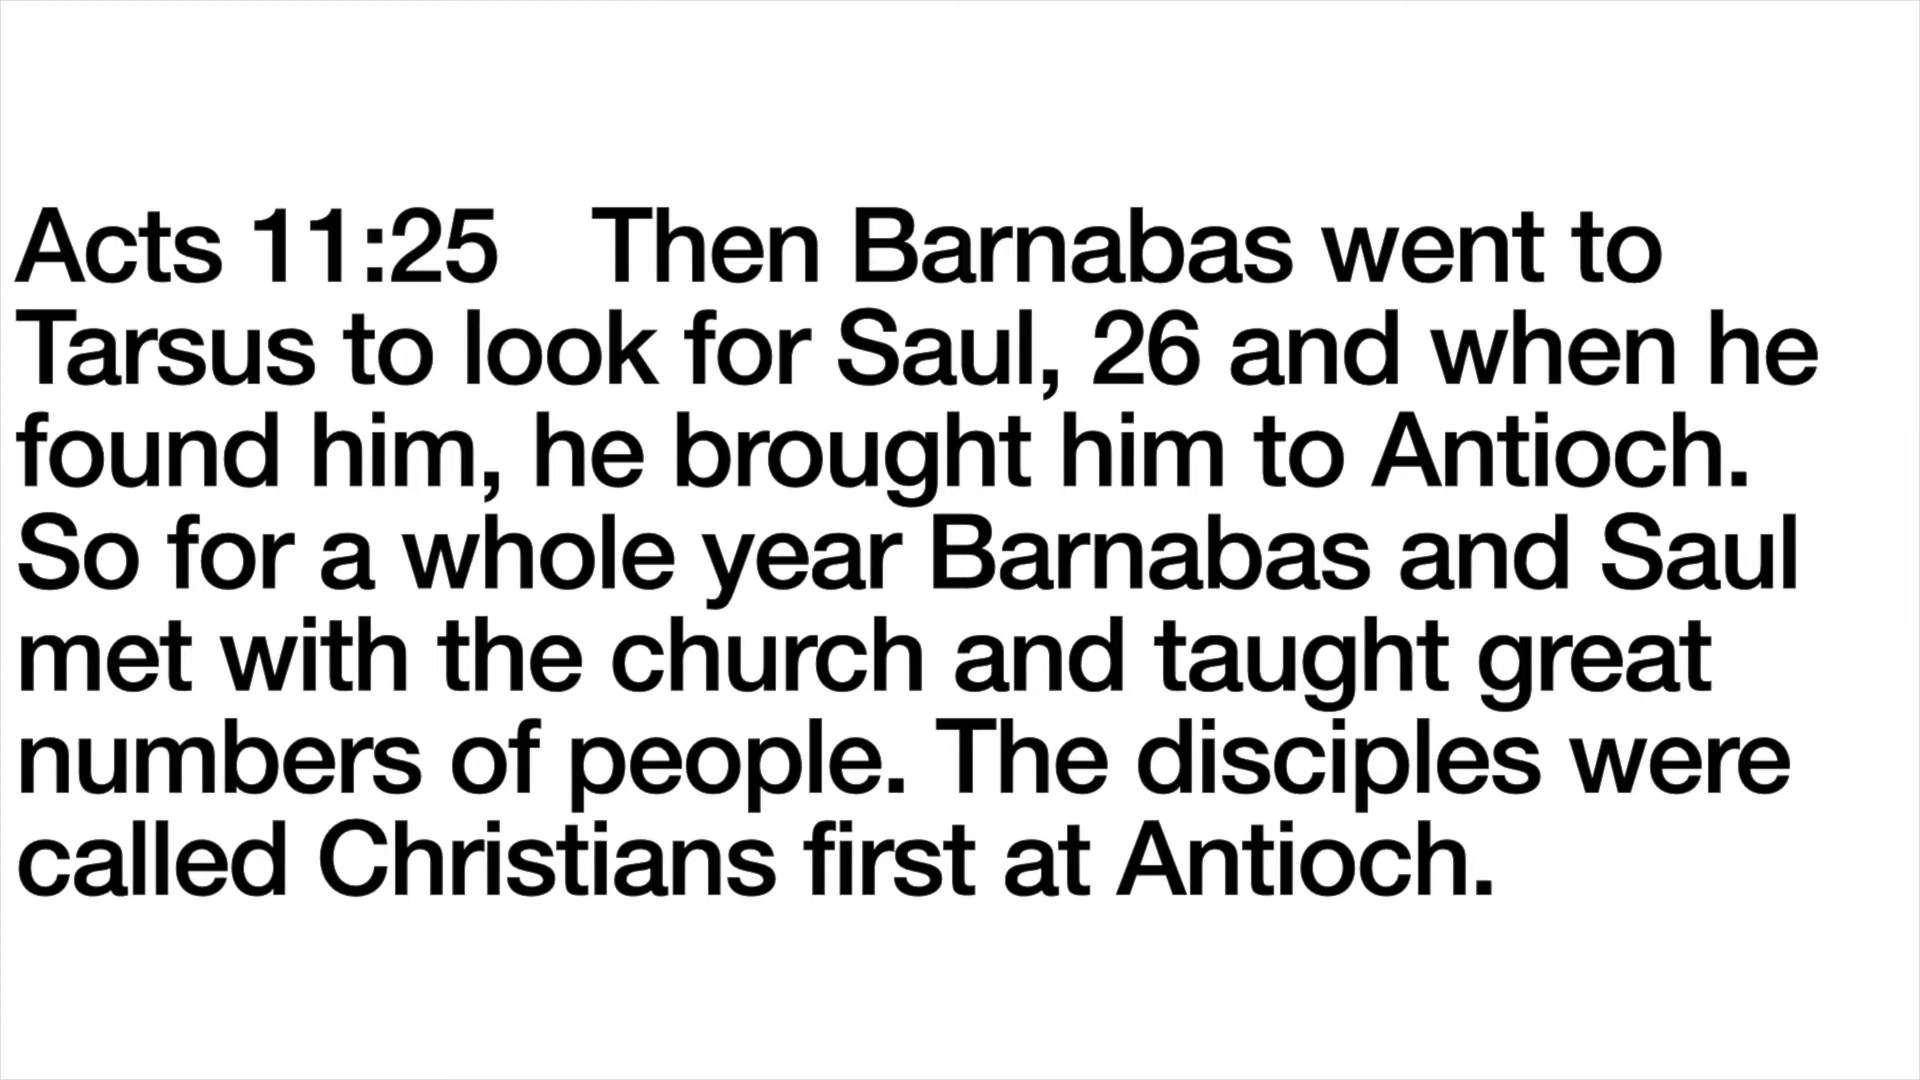 Acts 11:25 Then Barnabas went to
Tarsus to look for Saul, 26 and when he
found him, he brought him to Antioch.
So for a whole year Barnabas and Saul
met with the church and taught great
numbers of people. The disciples were
called Christians first at Antioch.